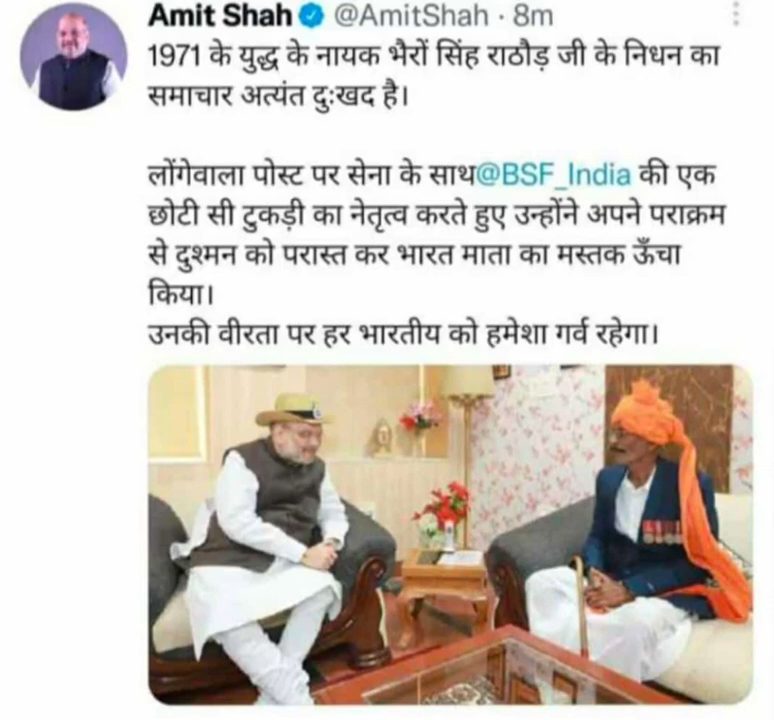 Amit Shah @AmitShah · 8m
1971 के युद्ध के नायक भैरों सिंह राठौड़ जी के निधन का
समाचार अत्यंत दुःखद है।
लोंगेवाला पोस्ट पर सेना के साथ@BSF_India की एक
छोटी सी टुकड़ी का नेतृत्व करते हुए उन्होंने अपने पराक्रम
से दुश्मन को परास्त कर भारत माता का मस्तक ऊँचा
किया।
उनकी वीरता पर हर भारतीय को हमेशा गर्व रहेगा।